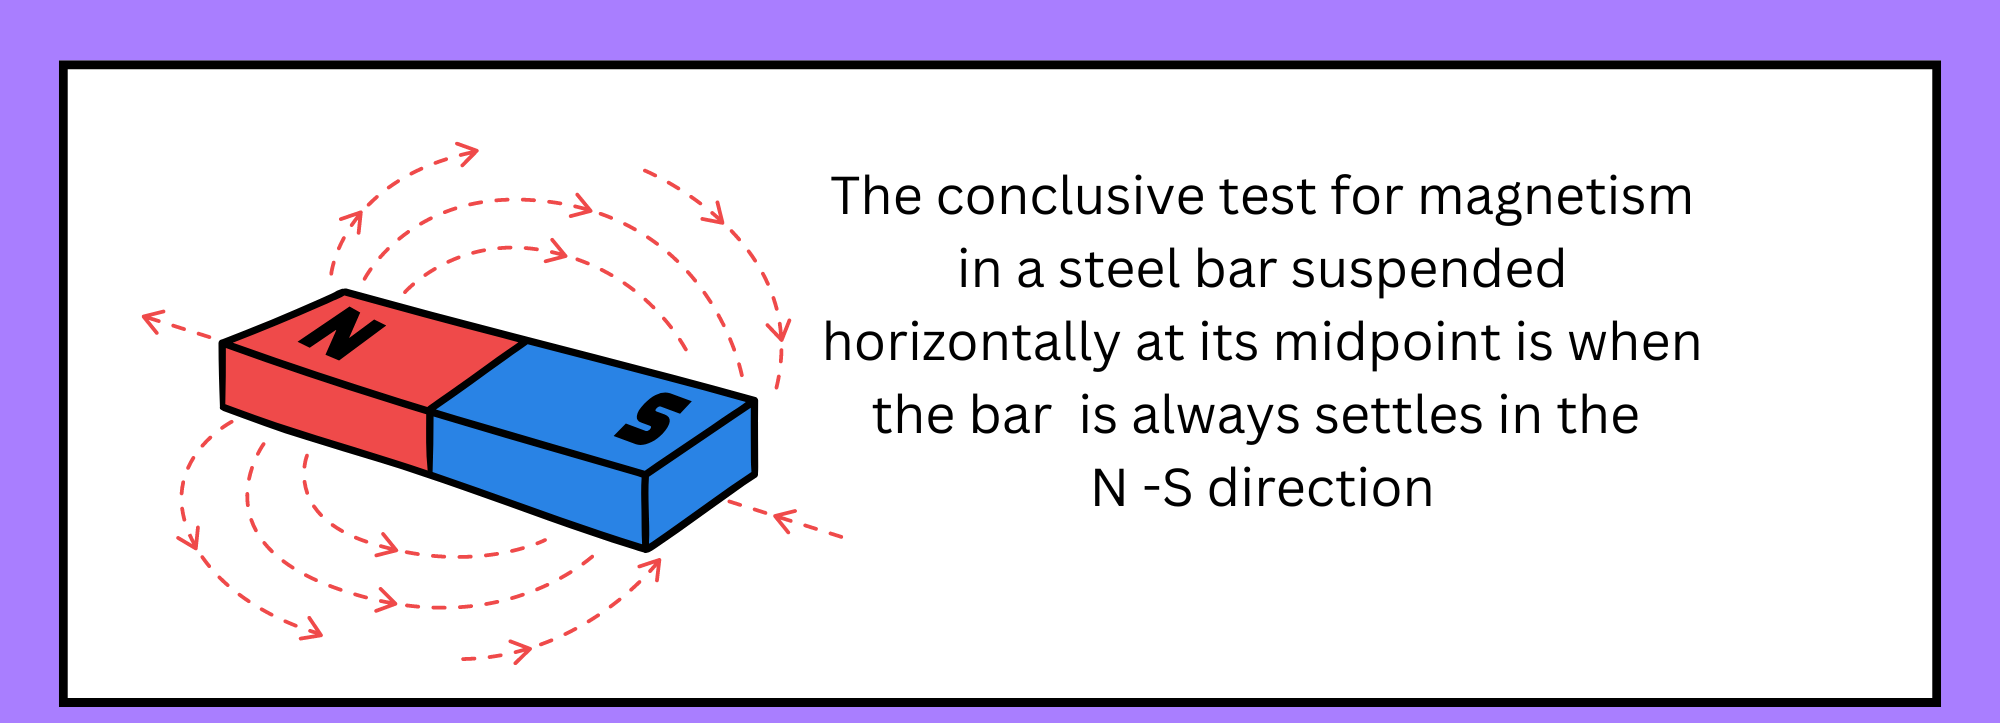 N
S
The conclusive test for magnetism
in a steel bar suspended
horizontally at its midpoint is when
the bar  is always settles in the
N -S direction